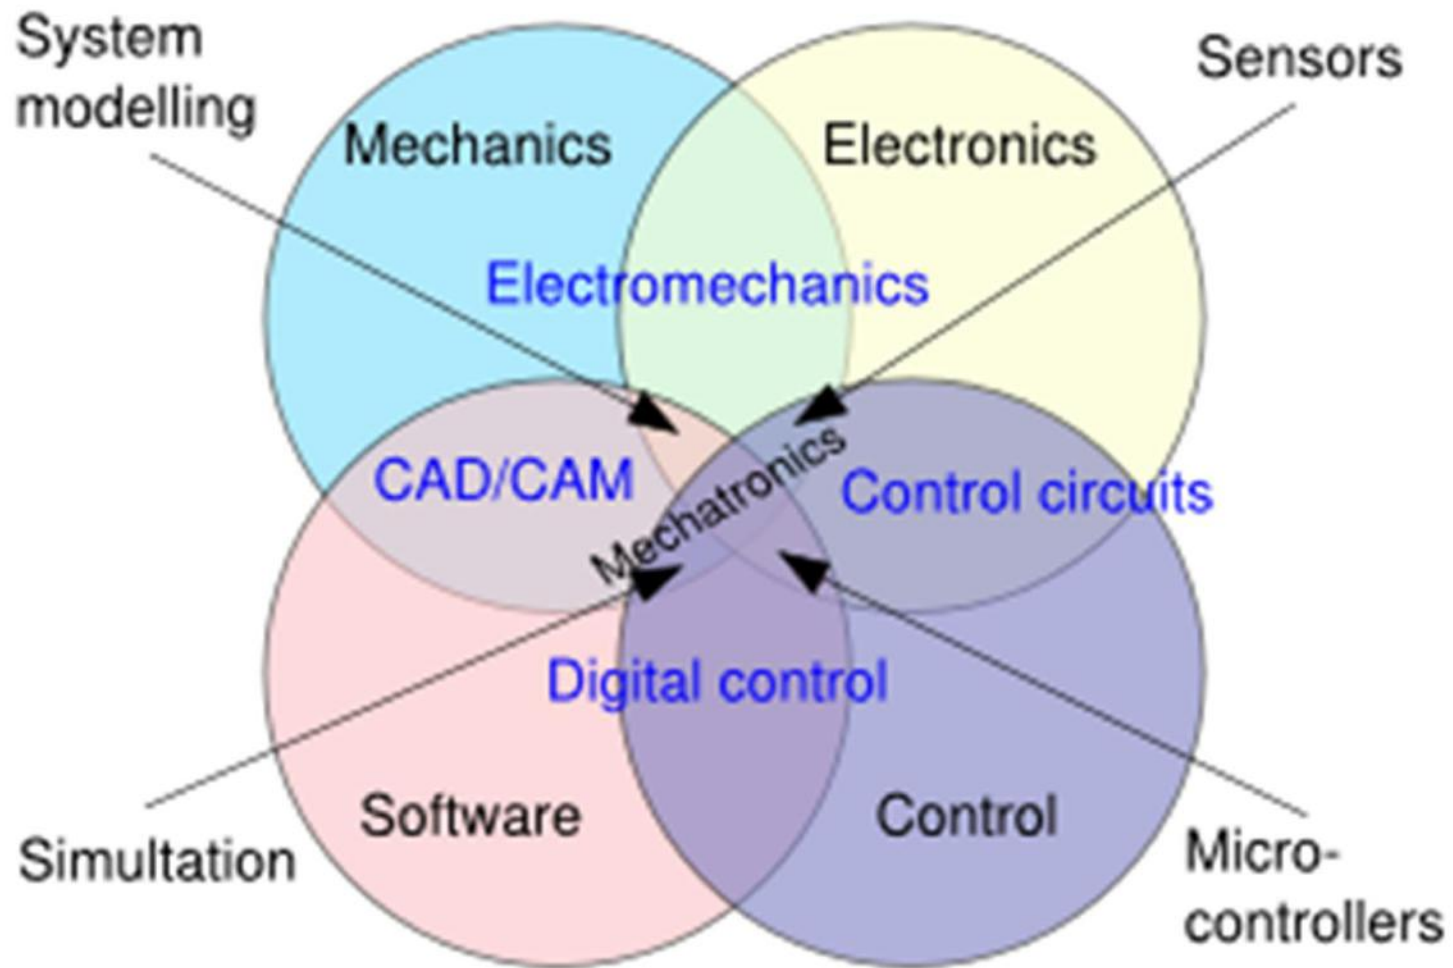 System
modelling
Sensors
Mechanics
Electronics
Electromechanics
CAD/CAM
Mechatronics
Control circuits
Digital control
Software
Control
Simultation
Micro-
controllers